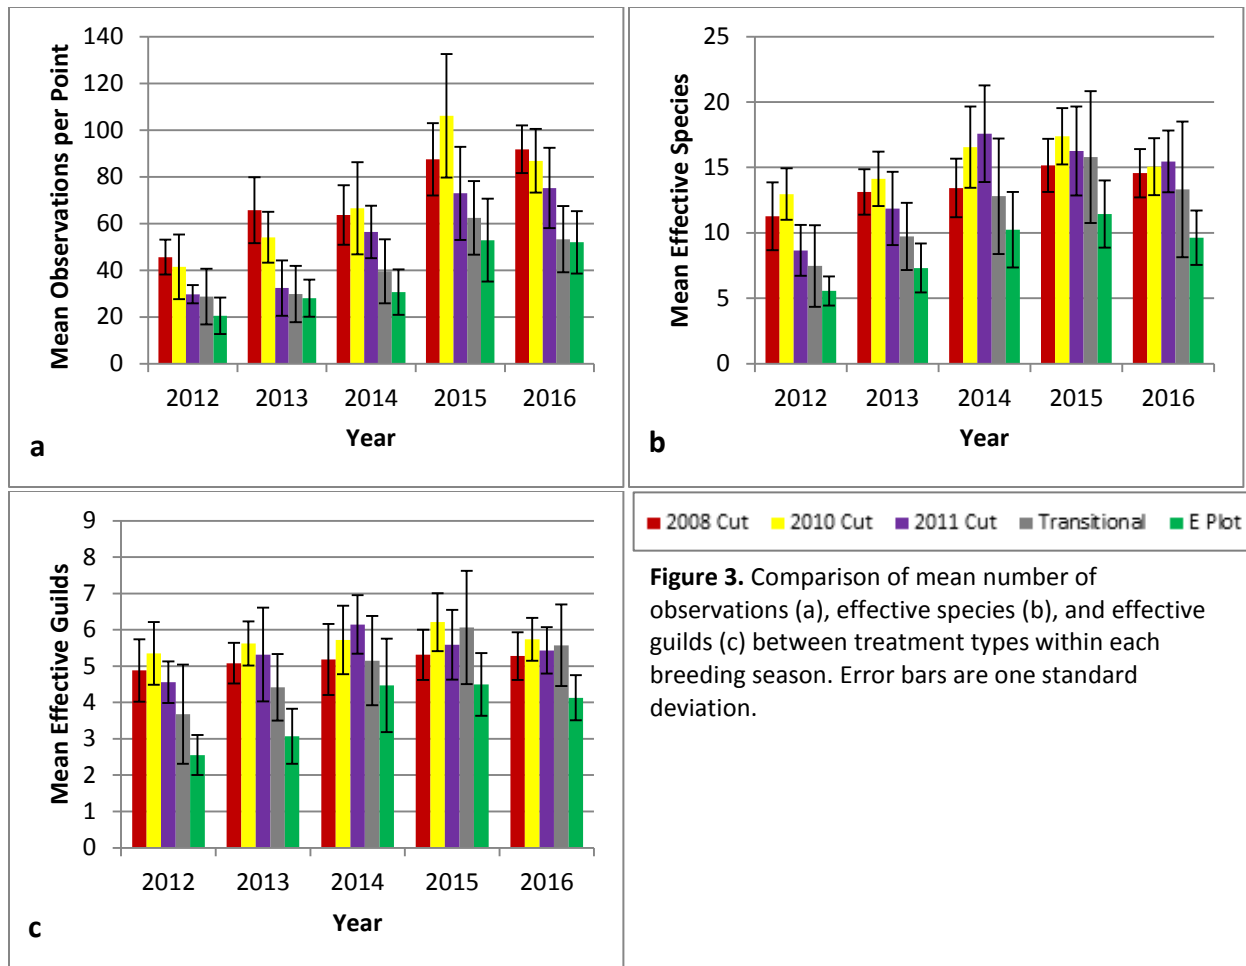 140
120
100
80
60
40
20
0
Mean Observations per Point
2012 2013 2014 2015 2016
Year
a
25
20
15
10
5
0
Mean Effective Species
2012 2013 2014 2015 2016
Year
b
9
8
7
6
5
4
3
2
1
0
Mean Effective Guilds
2012 2013 2014 2015 2016
Year
c
2008 Cut 2010 Cut 2011 Cut Transitional E Plot
Figure 3. Comparison of mean number of
observations (a), effective species (b), and effective
guilds (c) between treatment types within each
breeding season. Error bars are one standard
deviation.